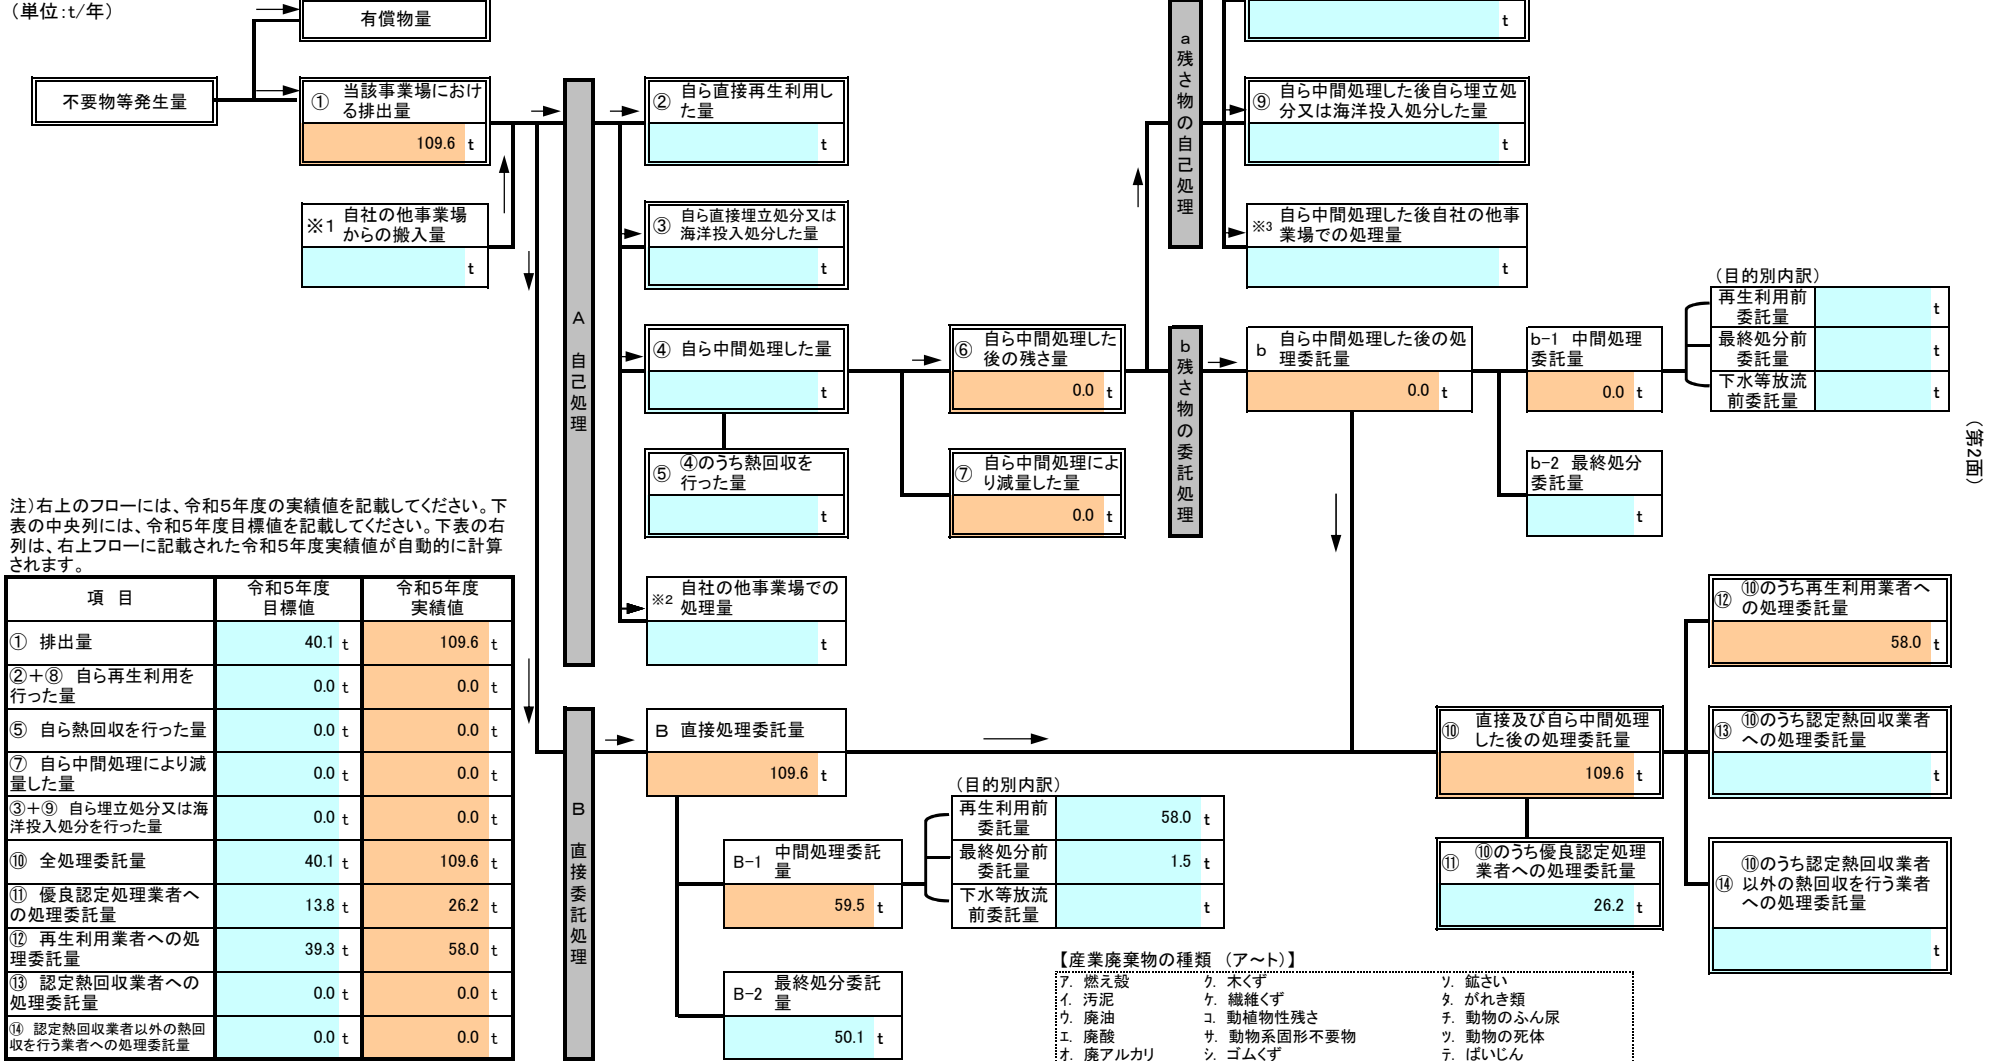 （単位：t/年）
有償物量
不要物等発生量
① 当該事業場におけ
る排出量
109.6 t
※1 自社の他事業場
からの搬入量
t
A 自己処理
② 自ら直接再生利用し
た量
t
③ 自ら直接埋立処分又は
海洋投入処分した量
t
④ 自ら中間処理した量
t
⑤ ④のうち熱回収を
行った量
t
※2 自社の他事業場での
処理量
t
⑥ 自ら中間処理した
後の残さ量
0.0 t
⑦ 自ら中間処理によ
り減量した量
0.0 t
a 残さ物の自己処理
t
⑨ 自ら中間処理した後自ら埋立処
分又は海洋投入処分した量
t
※3 自ら中間処理した後自社の他事
業場での処理量
t
b 残さ物の委託処理
b 自ら中間処理した後の処
理委託量
0.0 t
b-1 中間処理
委託量
0.0 t
b-2 最終処分
委託量
t
（目的別内訳）
再生利用前
委託量 t
最終処分前
委託量 t
下水等放流
前委託量 t
（第2面）
注）右上のフローには、令和5年度の実績値を記載してください。下
表の中央列には、令和5年度目標値を記載してください。下表の右
列は、右上フローに記載された令和5年度実績値が自動的に計算
されます。
項 目 令和5年度
目標値 令和5年度
実績値
① 排出量 40.1 t 109.6 t
②＋⑧ 自ら再生利用を
行った量 0.0 t 0.0 t
⑤ 自ら熱回収を行った量 0.0 t 0.0 t
⑦ 自ら中間処理により減
量した量 0.0 t 0.0 t
③＋⑨ 自ら埋立処分又は海
洋投入処分を行った量 0.0 t 0.0 t
⑩ 全処理委託量 40.1 t 109.6 t
⑪ 優良認定処理業者へ
の処理委託量 13.8 t 26.2 t
⑫ 再生利用業者への処
理委託量 39.3 t 58.0 t
⑬ 認定熱回収業者への
処理委託量 0.0 t 0.0 t
⑭ 認定熱回収業者以外の熱回
収を行う業者への処理委託量 0.0 t 0.0 t
B 直接委託処理
B 直接処理委託量
109.6 t
B-1 中間処理委託
量
59.5 t
B-2 最終処分委託
量
50.1 t
（目的別内訳）
再生利用前
委託量 58.0 t
最終処分前
委託量 1.5 t
下水等放流
前委託量 t
⑩ 直接及び自ら中間処理
した後の処理委託量
109.6 t
⑪ ⑩のうち優良認定処理
業者への処理委託量
26.2 t
⑫ ⑩のうち再生利用業者へ
の処理委託量
58.0 t
⑬ ⑩のうち認定熱回収業者
への処理委託量
t
⑭ ⑩のうち認定熱回収業者
以外の熱回収を行う業者
への処理委託量
t
【産業廃棄物の種類 （ア～ト）】
ア. 燃え殻 ク. 木くず ソ. 鉱さい
イ. 汚泥 ケ. 繊維くず タ. がれき類
ウ. 廃油 コ. 動植物性残さ チ. 動物のふん尿
エ. 廃酸 サ. 動物系固形不要物 ツ. 動物の死体
オ. 廃アルカリ シ. ゴムくず テ. ばいじん